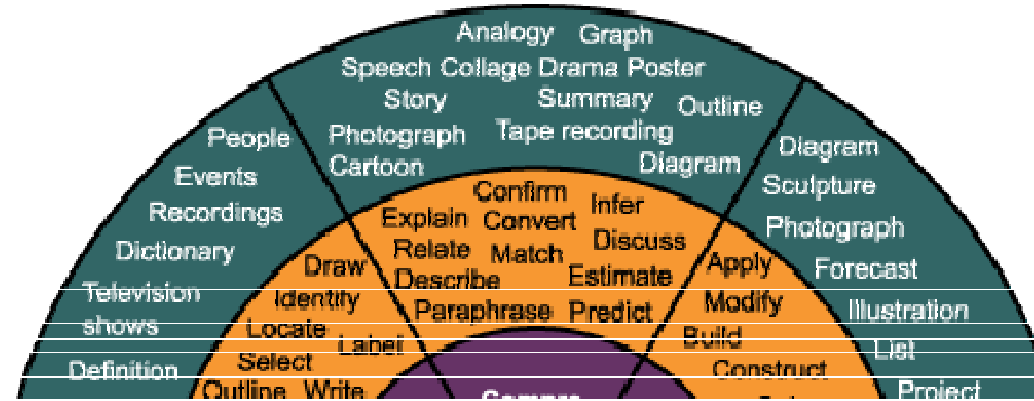 Analogy Graph
Speech Collage Drama Poster
Story Summary Outline
Photograph Tape recording
Cartoon Diagram
People
Events
Recordings
Dictionary
Television
shows
Definition
Diagram
Sculpture
Photograph
Forecast
Illustration
List
Project
Confirm Infer
Explain Convert
Relate Match Discuss
Describe Estimate
Paraphrase Predict
Draw
Identify
Locate
Label
Select
Outline Write
Apply
Modify
Build
Construct